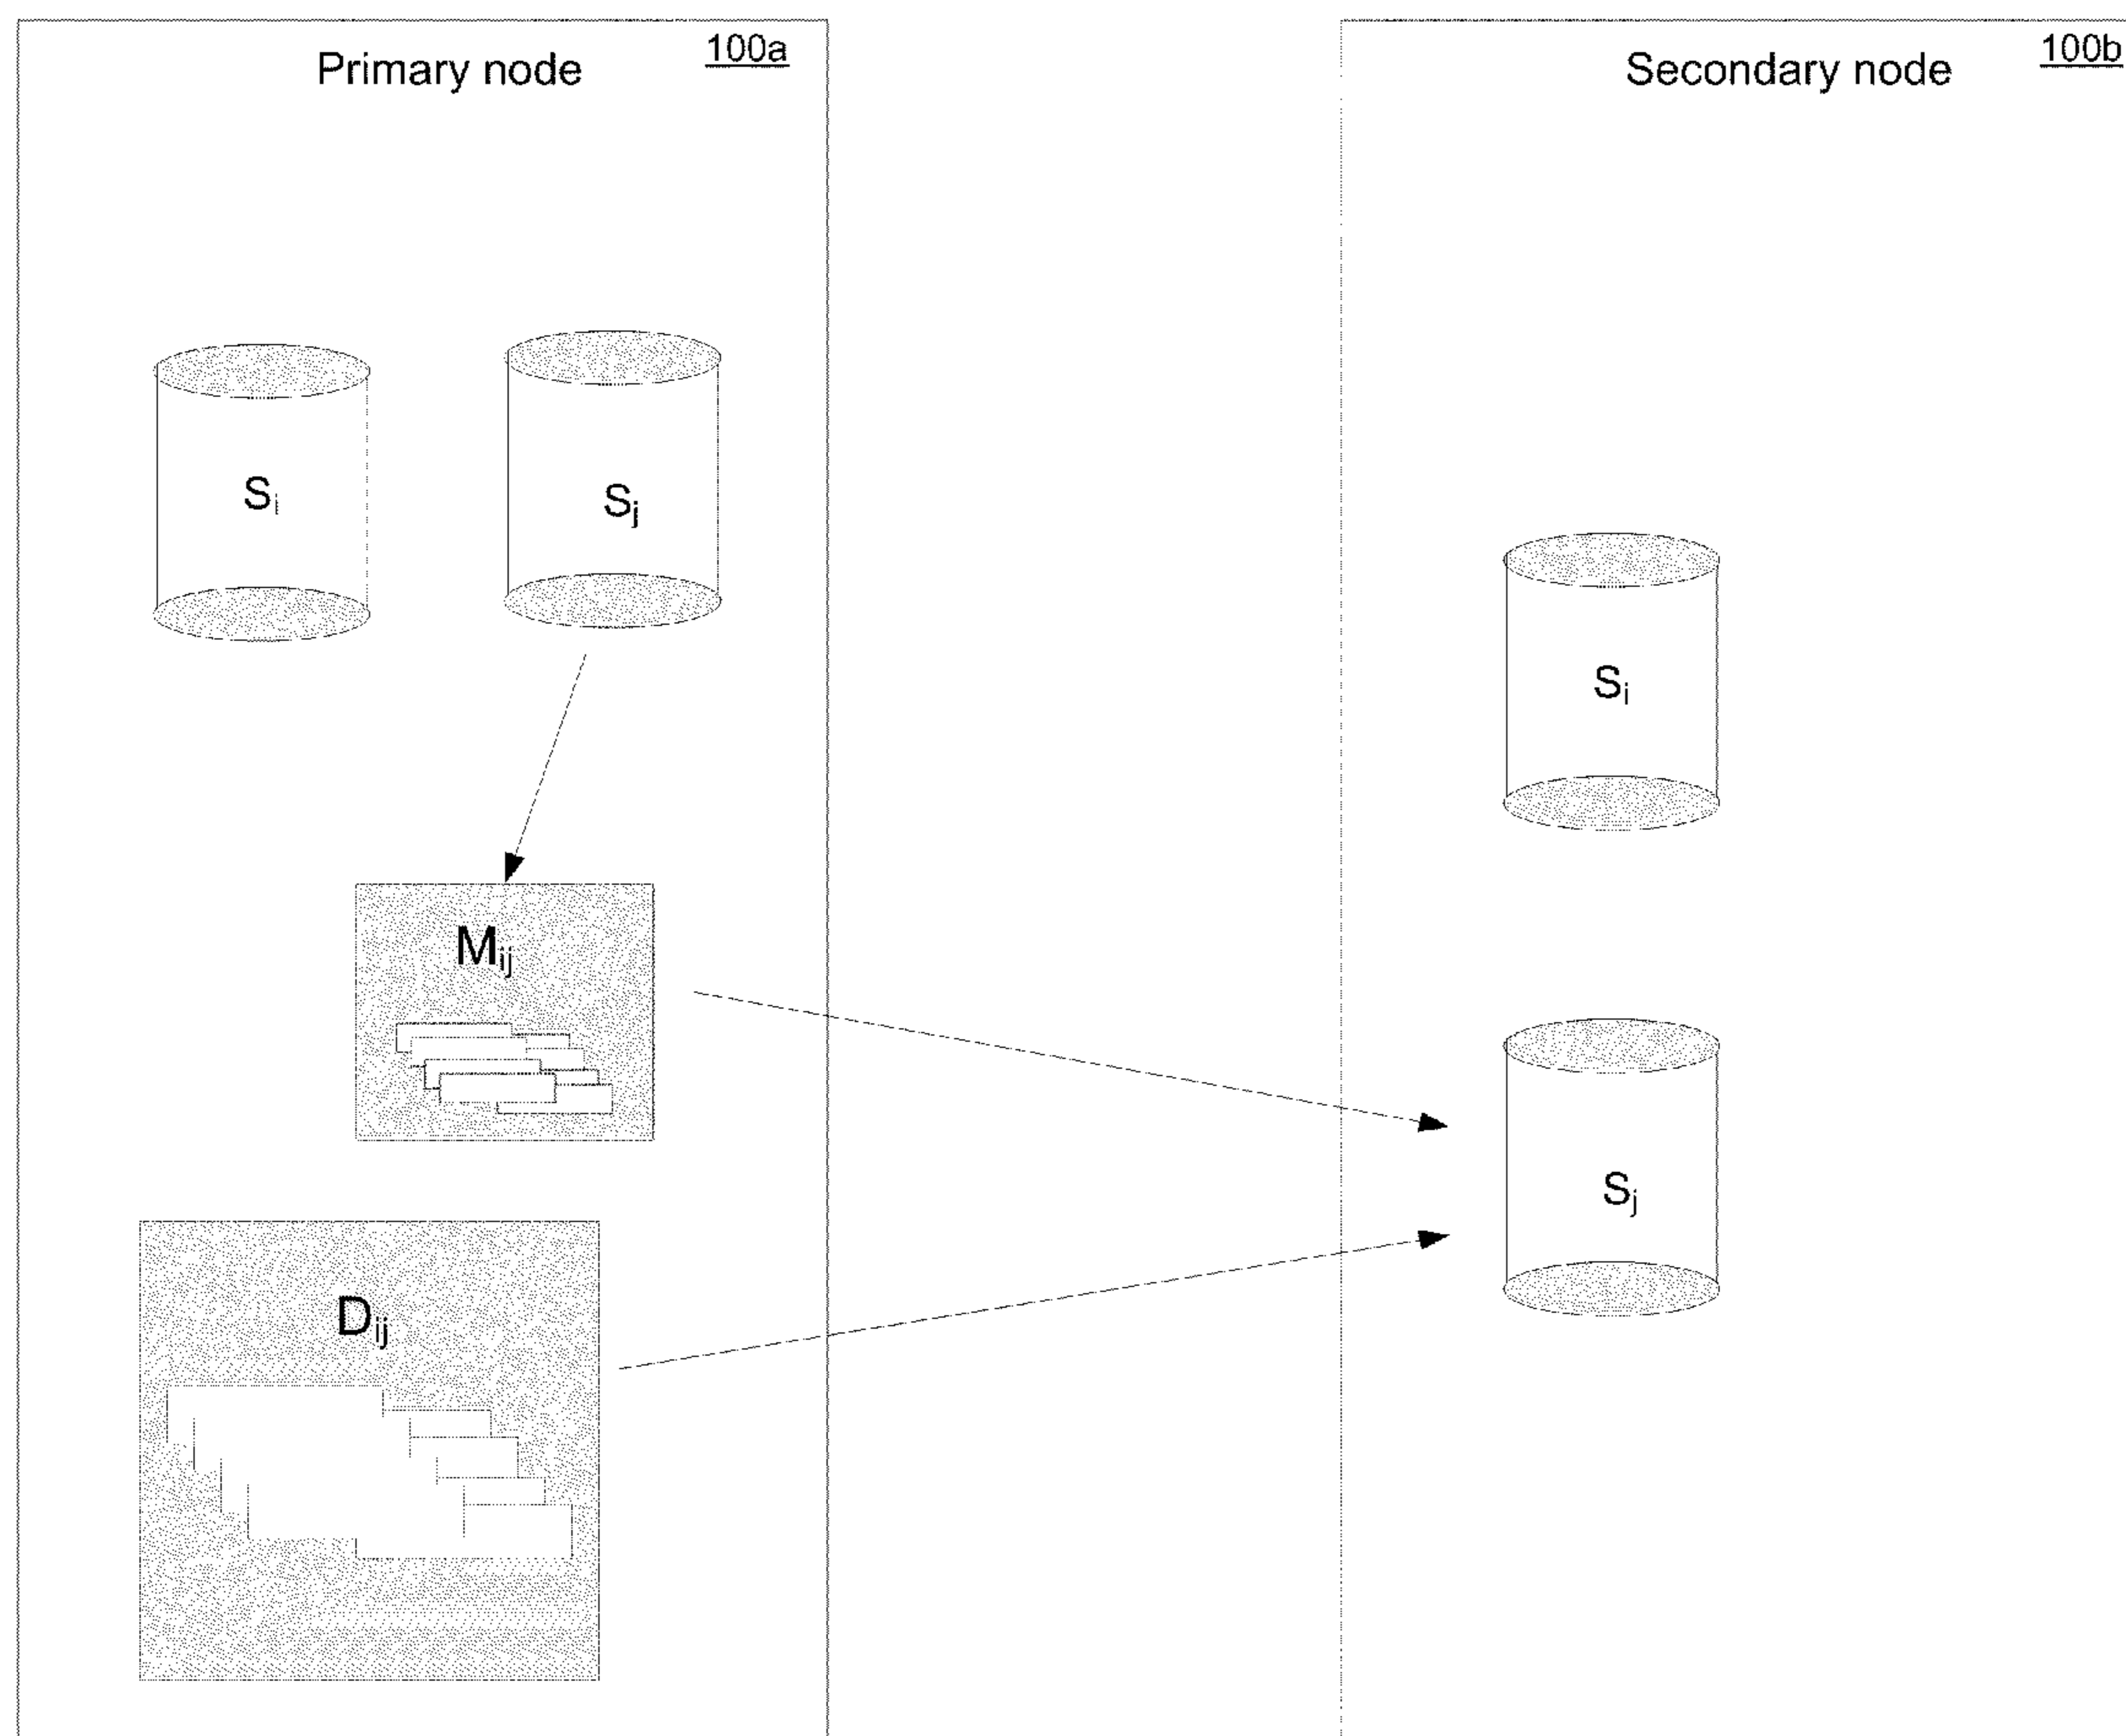 Primary node 100a
Secondary node 100b
Si
Sj
Si
Mij
Sj
Dij